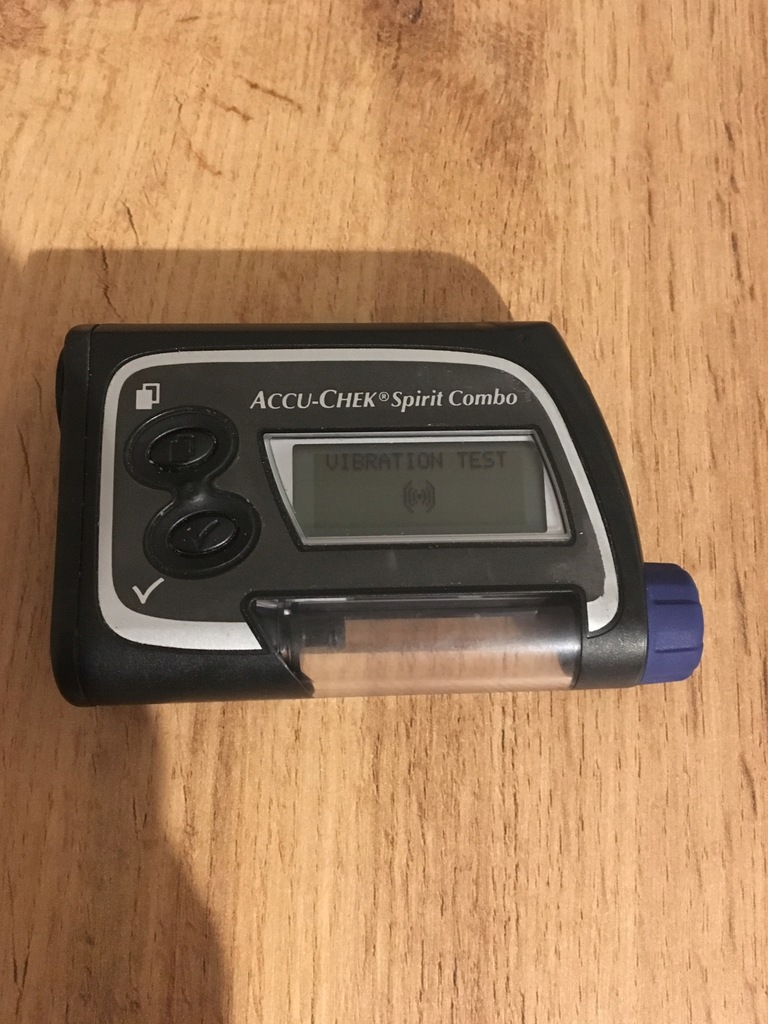 ACCU-CHEK® Spirit Combo
VIBRATION TEST